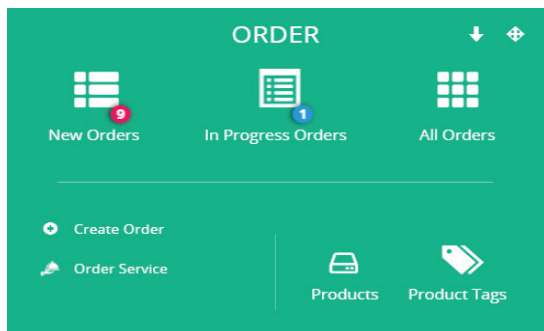 ORDER
9
1
New Orders
In Progress Orders
All Orders
Create Order
Order Service
Products
Product Tags